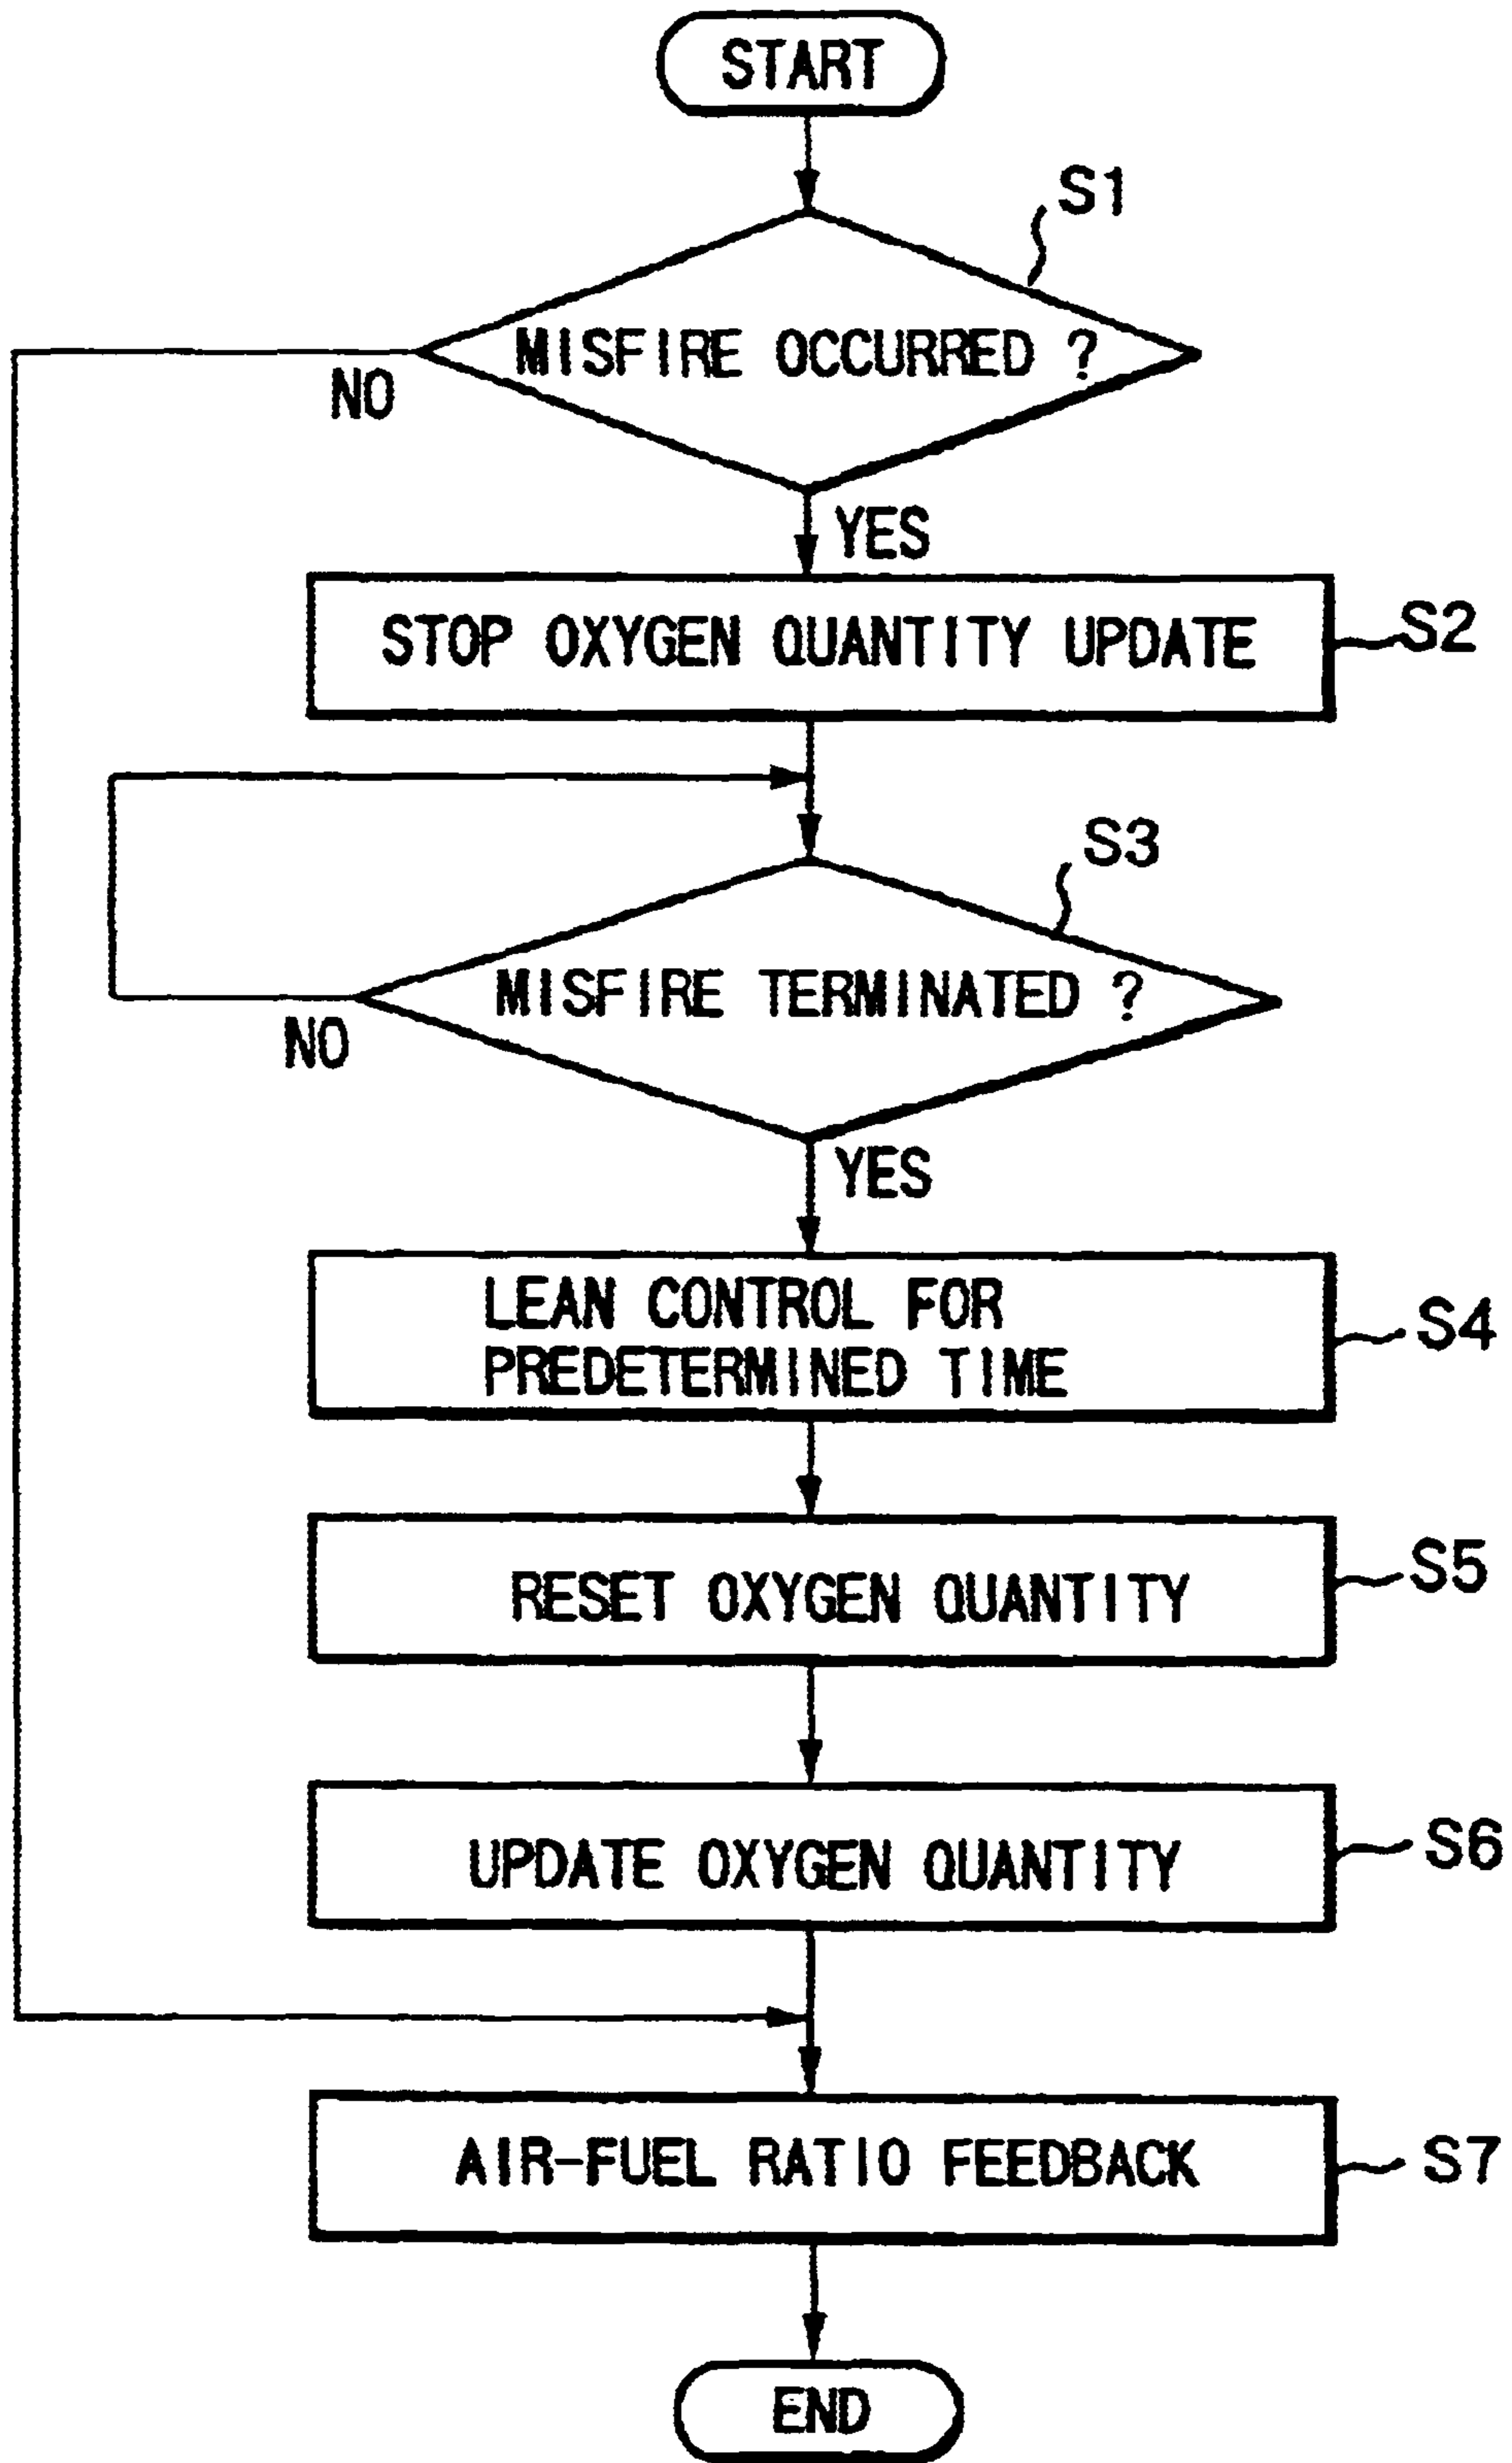 START
S1
MISFIRE OCCURRED ?
NO
YES
STOP OXYGEN QUANTITY UPDATE
S2
S3
MISFIRE TERMINATED ?
NO
YES
LEAN CONTROL FOR
PREDETERMINED TIME
S4
RESET OXYGEN QUANTITY
S5
UPDATE OXYGEN QUANTITY
S6
AIR-FUEL RATIO FEEDBACK
S7
END